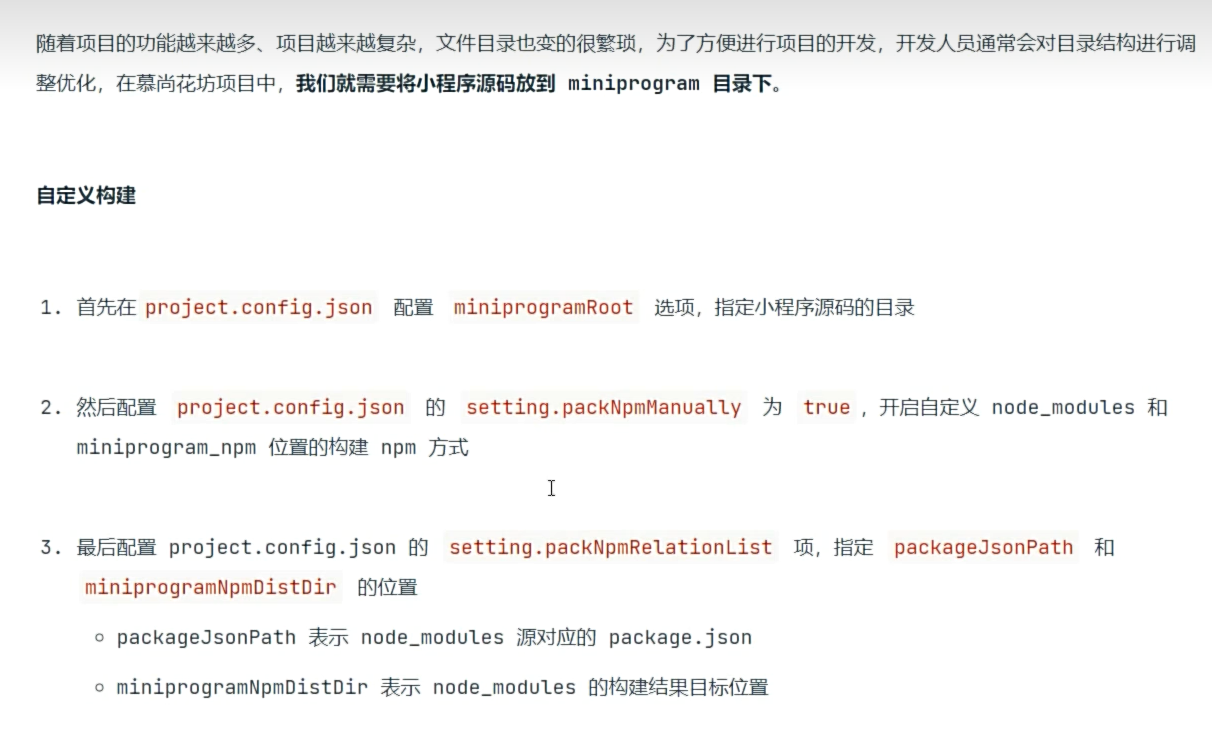 随着项目的功能越来越多、项目越来越复杂，文件目录也变的很繁琐，为了方便进行项目的开发，开发人员通常会对目录结构进行调
整优化，在慕尚花坊项目中，我们就需要将小程序源码放到 miniprogram 目录下。
自定义构建
1. 首先在 project.config.json 配置 miniprogramRoot 选项，指定小程序源码的目录
2. 然后配置 project.config.json 的 setting.packNpmManually 为 true ，开启自定义 node_modules 和
miniprogram_npm 位置的构建 npm 方式
3. 最后配置 project.config.json 的 setting.packNpmRelationList 项，指定 packageJsonPath 和
miniprogramNpmDistDir 的位置
○ packageJsonPath 表示 node_modules 源对应的 package.json
○ miniprogramNpmDistDir 表示 node_modules 的构建结果目标位置